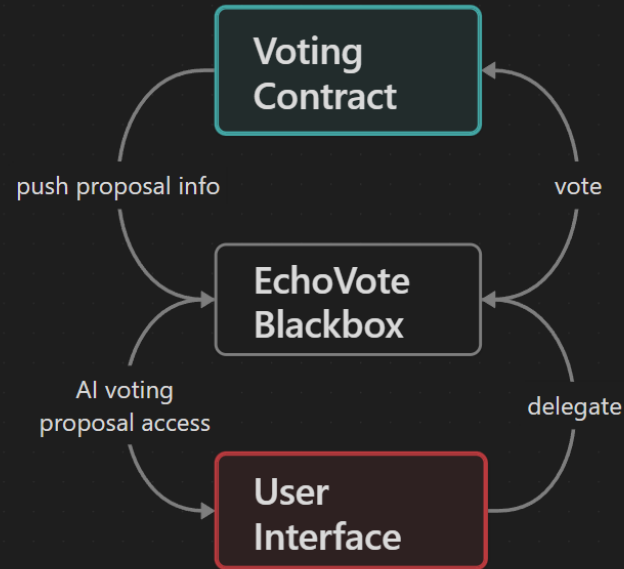 Voting
Contract
push proposal info
vote
EchoVote
Blackbox
AI voting
proposal access
delegate
User
Interface